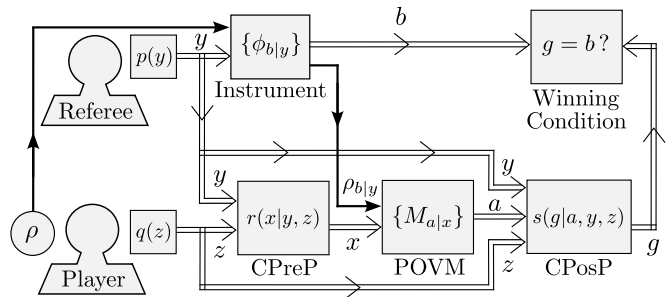 b
y
p(y)
{ϕ_{b|y}}
g = b ?
Referee
Instrument
Winning
Condition
y
ρ_{b|y}
y
a
ρ
q(z)
r(x|y, z)
{M_{a|x}}
s(g|a, y, z)
z
x
z
g
Player
CPreP
POVM
CPosP